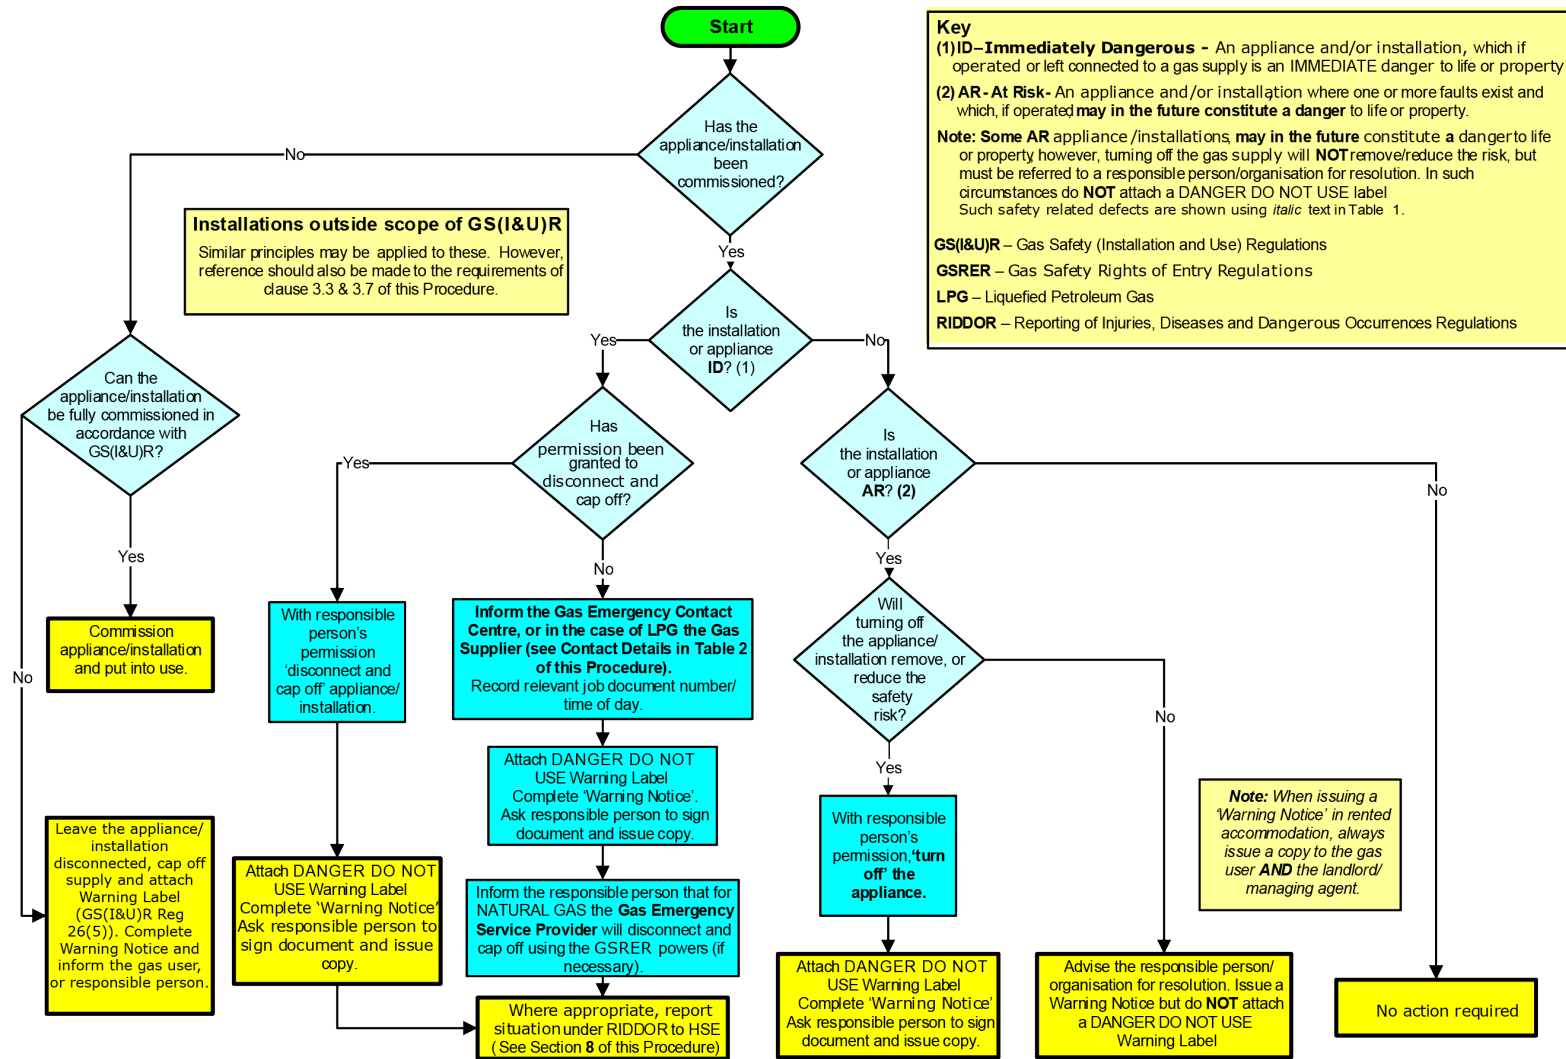 Start
Key
(1) ID – Immediately Dangerous - An appliance and/or installation, which if
operated or left connected to a gas supply is an IMMEDIATE danger to life or property
(2) AR - At Risk - An appliance and/or installation where one or more faults exist and
which, if operated, may in the future constitute a danger to life or property.
Note: Some AR appliance/installations, may in the future constitute a danger to life
or property, however, turning off the gas supply will NOT remove/reduce the risk, but
must be referred to a responsible person/organisation for resolution. In such
circumstances do NOT attach a DANGER DO NOT USE label
Such safety related defects are shown using italic text in Table 1.
GS(I&U)R – Gas Safety (Installation and Use) Regulations
GSRER – Gas Safety Rights of Entry Regulations
LPG – Liquefied Petroleum Gas
RIDDOR – Reporting of Injuries, Diseases and Dangerous Occurrences Regulations
Has the
appliance/installation
been
commissioned?
No
Yes
Installations outside scope of GS(I&U)R
Similar principles may be applied to these. However,
reference should also be made to the requirements of
clause 3.3 & 3.7 of this Procedure.
Is
the installation
or appliance
ID? (1)
Yes
No
Can the
appliance/installation
be fully commissioned in
accordance with
GS(I&U)R?
Yes
No
Has
permission been
granted to
disconnect and
cap off?
Yes
No
Is
the installation
or appliance
AR? (2)
No
Yes
Commission
appliance/installation
and put into use.
With responsible
person's
permission
‘disconnect and
cap off’ appliance/
installation.
Inform the Gas Emergency Contact
Centre, or in the case of LPG the Gas
Supplier (see Contact Details in Table 2
of this Procedure).
Record relevant job document number/
time of day.
Will
turning off
the appliance/
installation remove, or
reduce the
safety
risk?
No
Yes
Attach DANGER DO NOT
USE Warning Label
Complete ‘Warning Notice’.
Ask responsible person to sign
document and issue copy.
With responsible
person's
permission, ‘turn
off’ the
appliance.
Note: When issuing a
‘Warning Notice’ in rented
accommodation, always
issue a copy to the gas
user AND the landlord/
managing agent.
Leave the appliance/
installation
disconnected, cap off
supply and attach
Warning Label
(GS(I&U)R Reg
26(5)). Complete
Warning Notice and
inform the gas user,
or responsible person.
Attach DANGER DO NOT
USE Warning Label
Complete ‘Warning Notice’
Ask responsible person to
sign document and issue
copy.
Inform the responsible person that for
NATURAL GAS the Gas Emergency
Service Provider will disconnect and
cap off using the GSRER powers (if
necessary).
Where appropriate, report
situation under RIDDOR to HSE
(See Section 8 of this Procedure)
Attach DANGER DO NOT
USE Warning Label
Complete ‘Warning Notice’
Ask responsible person to sign
document and issue copy.
Advise the responsible person/
organisation for resolution. Issue a
Warning Notice but do NOT attach
a DANGER DO NOT USE
Warning Label
No action required